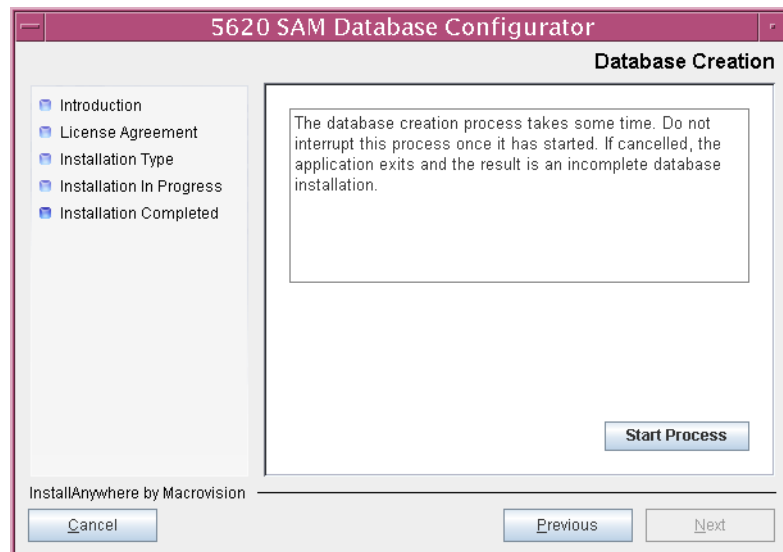 5620 SAM Database Configurator
Database Creation
Introduction
License Agreement
Installation Type
Installation In Progress
Installation Completed
The database creation process takes some time. Do not
interrupt this process once it has started. If cancelled, the
application exits and the result is an incomplete database
installation.
Start Process
InstallAnywhere by Macrovision
Cancel
Previous
Next